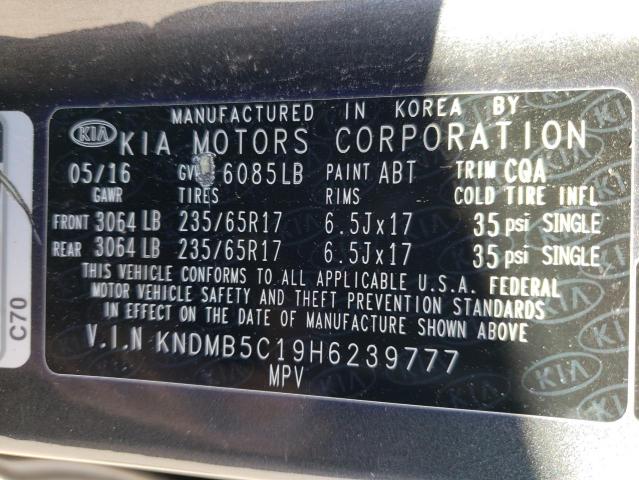 MANUFACTURED IN KOREA BY
KIA KIA MOTORS CORPORATION
05/16 6085LB PAINT ABT TRIM CQA
GAWR TIRES RIMS COLD TIRE INFL
FRONT 3064 LB 235/65R17 6.5Jx17 35 psi SINGLE
REAR 3064 LB 235/65R17 6.5Jx17 35 psi SINGLE
THIS VEHICLE CONFORMS TO ALL APPLICABLE U.S.A. FEDERAL
MOTOR VEHICLE SAFETY AND THEFT PREVENTION STANDARDS
IN EFFECT ON THE DATE OF MANUFACTURE SHOWN ABOVE.
V.I.N KNDMB5C19H6239777
MPV
C70